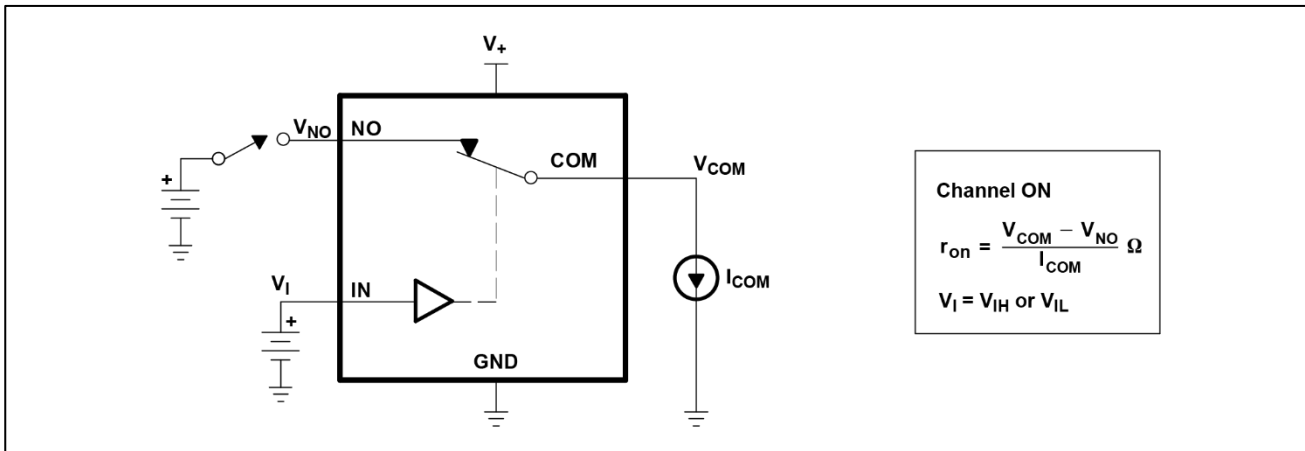 V+
VNO NO
COM VCOM
+
VI IN
+
ICOM
GND
Channel ON
ron = VCOM − VNO / ICOM Ω
VI = VIH or VIL